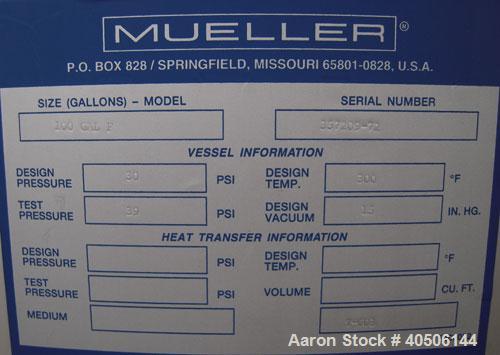 MUELLER®
P.O. BOX 828 / SPRINGFIELD, MISSOURI 65801-0828, U.S.A.
SIZE (GALLONS) - MODEL SERIAL NUMBER
100 GAL F 337209-72
VESSEL INFORMATION
DESIGN PRESSURE 30 PSI DESIGN TEMP. 300 °F
TEST PRESSURE 39 PSI DESIGN VACUUM 15 IN. HG.
HEAT TRANSFER INFORMATION
DESIGN PRESSURE PSI DESIGN TEMP. °F
TEST PRESSURE PSI VOLUME CU. FT.
MEDIUM
Aaron Stock # 40506144